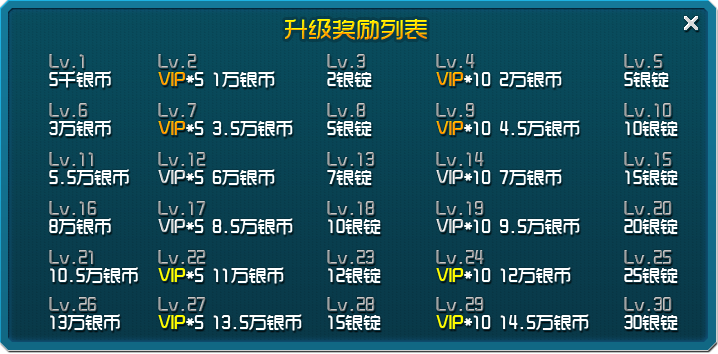 升级奖励列表
Lv.1 Lv.2 Lv.3 Lv.4 Lv.5
5千银币 VIP*5 1万银币 2银锭 VIP*10 2万银币 5银锭
Lv.6 Lv.7 Lv.8 Lv.9 Lv.10
3万银币 VIP*5 3.5万银币 5银锭 VIP*10 4.5万银币 10银锭
Lv.11 Lv.12 Lv.13 Lv.14 Lv.15
5.5万银币 VIP*5 6万银币 7银锭 VIP*10 7万银币 15银锭
Lv.16 Lv.17 Lv.18 Lv.19 Lv.20
8万银币 VIP*5 8.5万银币 10银锭 VIP*10 9.5万银币 20银锭
Lv.21 Lv.22 Lv.23 Lv.24 Lv.25
10.5万银币 VIP*5 11万银币 12银锭 VIP*10 12万银币 25银锭
Lv.26 Lv.27 Lv.28 Lv.29 Lv.30
13万银币 VIP*5 13.5万银币 15银锭 VIP*10 14.5万银币 30银锭